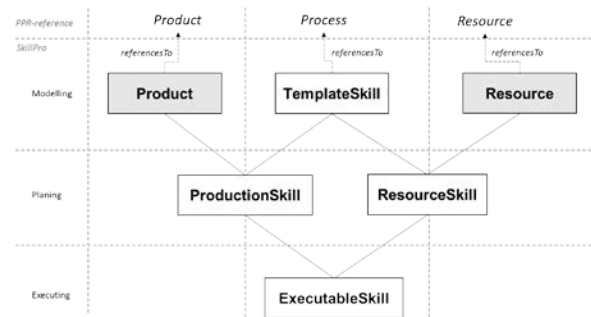 PPR-reference
Product
Process
Resource
SkillPro
referencesTo
referencesTo
referencesTo
Modelling
Product
TemplateSkill
Resource
Planing
ProductionSkill
ResourceSkill
Executing
ExecutableSkill